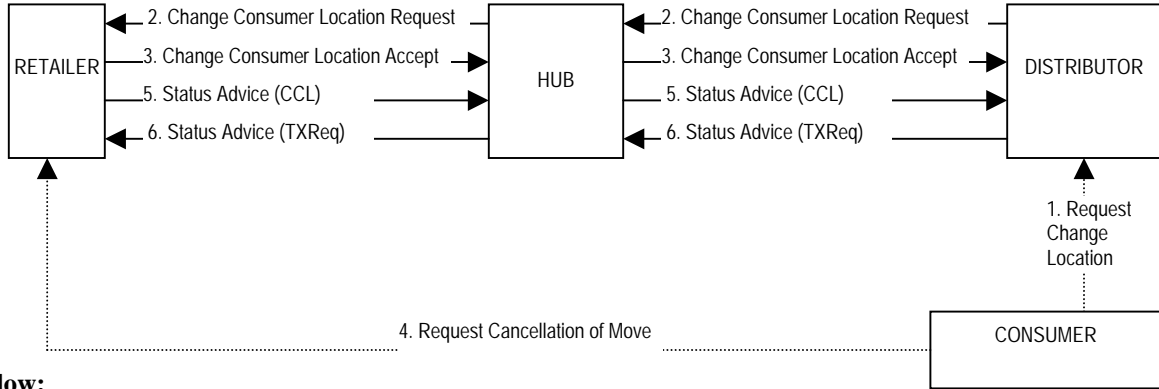 2. Change Consumer Location Request
2. Change Consumer Location Request
RETAILER
3. Change Consumer Location Accept
HUB
3. Change Consumer Location Accept
DISTRIBUTOR
5. Status Advice (CCL)
5. Status Advice (CCL)
6. Status Advice (TXReq)
6. Status Advice (TXReq)
1. Request
Change
Location
4. Request Cancellation of Move
CONSUMER